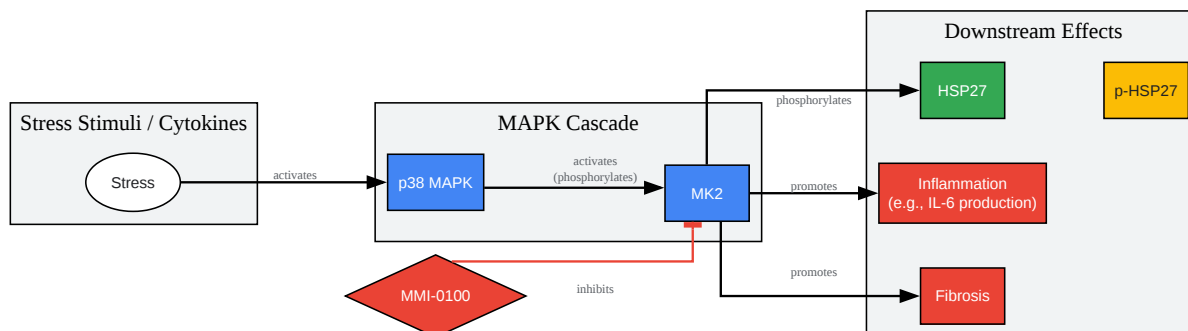 Downstream Effects
HSP27
p-HSP27
phosphorylates
Stress Stimuli / Cytokines
MAPK Cascade
Stress
activates
p38 MAPK
activates
(phosphorylates)
MK2
promotes
Inflammation
(e.g., IL-6 production)
MMI-0100
inhibits
promotes
Fibrosis